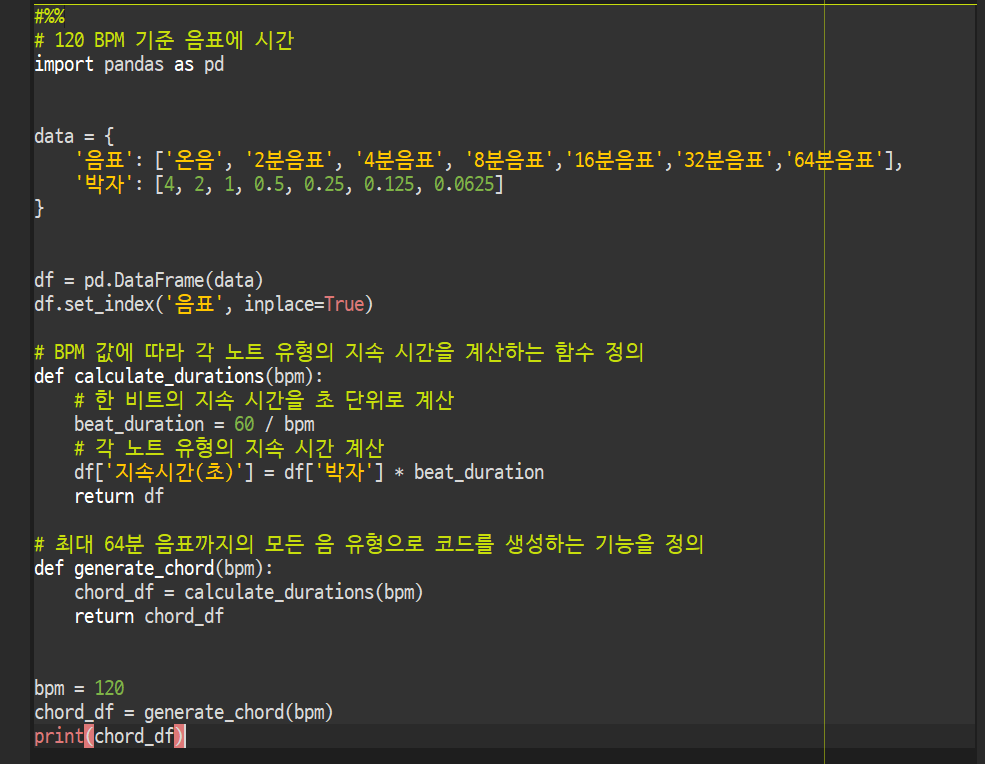 #%%
# 120 BPM 기준 음표에 시간
import pandas as pd
data = {
    '음표': ['온음', '2분음표', '4분음표', '8분음표','16분음표','32분음표','64분음표'],
    '박자': [4, 2, 1, 0.5, 0.25, 0.125, 0.0625]
}
df = pd.DataFrame(data)
df.set_index('음표', inplace=True)
# BPM 값에 따라 각 노트 유형의 지속 시간을 계산하는 함수 정의
def calculate_durations(bpm):
    # 한 비트의 지속 시간을 초 단위로 계산
    beat_duration = 60 / bpm
    # 각 노트 유형의 지속 시간 계산
    df['지속시간(초)'] = df['박자'] * beat_duration
    return df
# 최대 64분 음표까지의 모든 음 유형으로 코드를 생성하는 기능을 정의
def generate_chord(bpm):
    chord_df = calculate_durations(bpm)
    return chord_df
bpm = 120
chord_df = generate_chord(bpm)
print(chord_df)